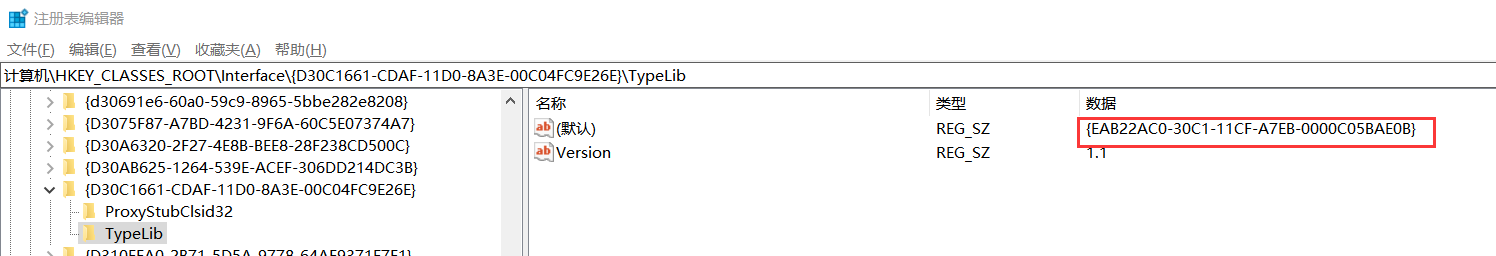 注册表编辑器
文件(F) 编辑(E) 查看(V) 收藏夹(A) 帮助(H)
计算机\HKEY_CLASSES_ROOT\Interface\{D30C1661-CDAF-11D0-8A3E-00C04FC9E26E}\TypeLib
{d30691e6-60a0-59c9-8965-5bbe282e8208}
{D3075F87-A7BD-4231-9F6A-60C5E07374A7}
{D30A6320-2F27-4E8B-BEE8-28F238CD500C}
{D30AB625-1264-539E-ACEF-306DD214DC3B}
{D30C1661-CDAF-11D0-8A3E-00C04FC9E26E}
ProxyStubClsid32
TypeLib
名称 类型 数据
(默认) REG_SZ {EAB22AC0-30C1-11CF-A7EB-0000C05BAE0B}
Version REG_SZ 1.1